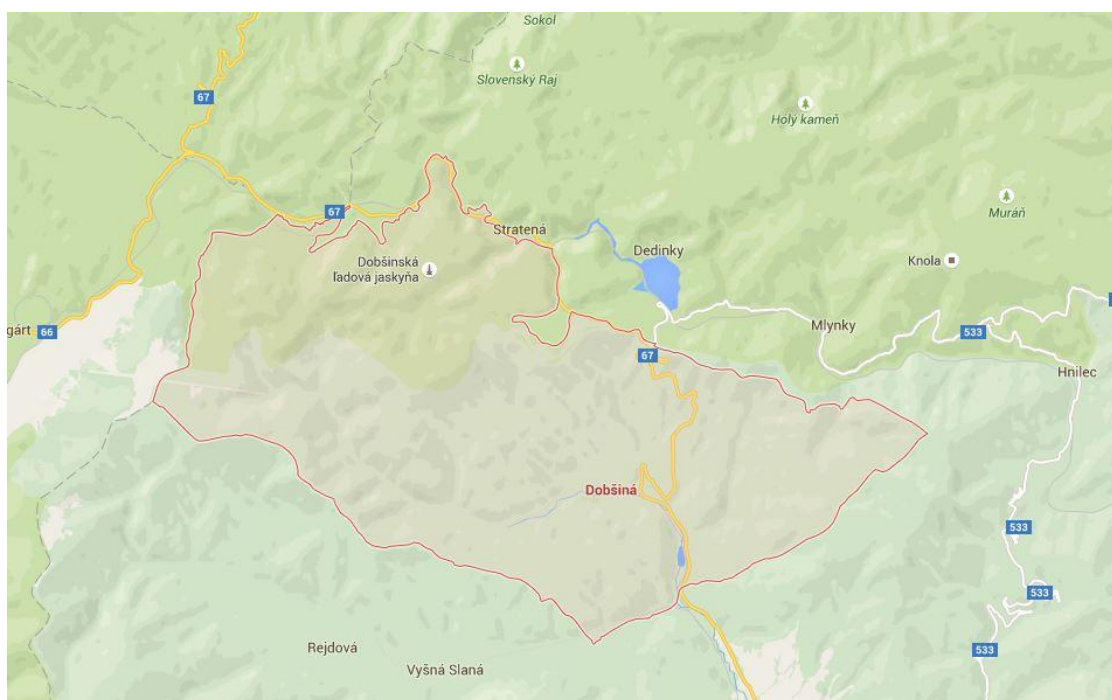 Sokol
Slovenský Raj
67
Holý kameň
Muráň
67
Stratená
Dedinky
Dobšinská
ľadová jaskyňa
Knola
gárt
66
Mlynky
533
67
Hnilec
Dobšiná
533
533
533
Rejdová
Vyšná Slaná